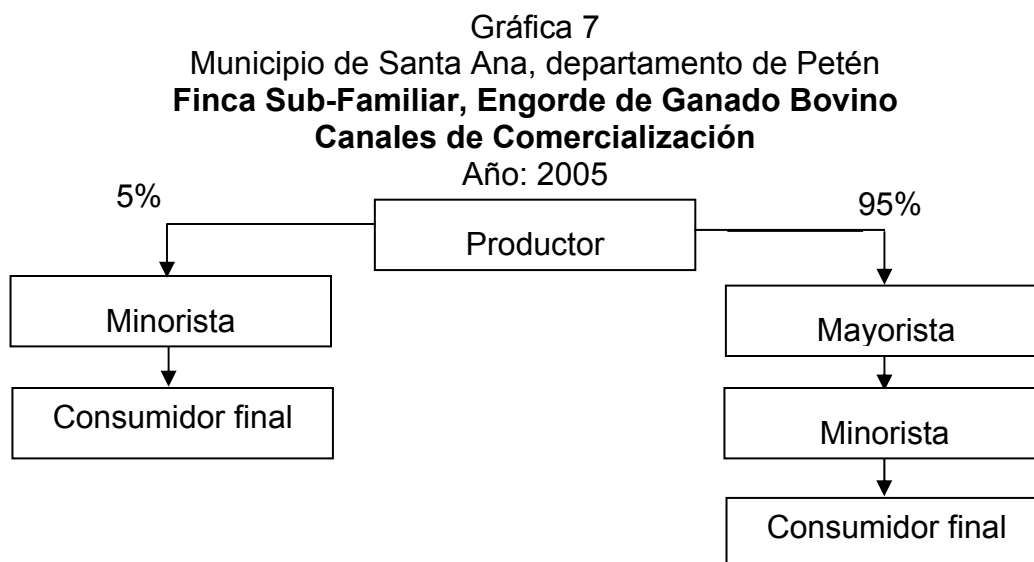 Gráfica 7
Municipio de Santa Ana, departamento de Petén
Finca Sub-Familiar, Engorde de Ganado Bovino
Canales de Comercialización
Año: 2005
5%
95%
Productor
Minorista
Mayorista
Consumidor final
Minorista
Consumidor final